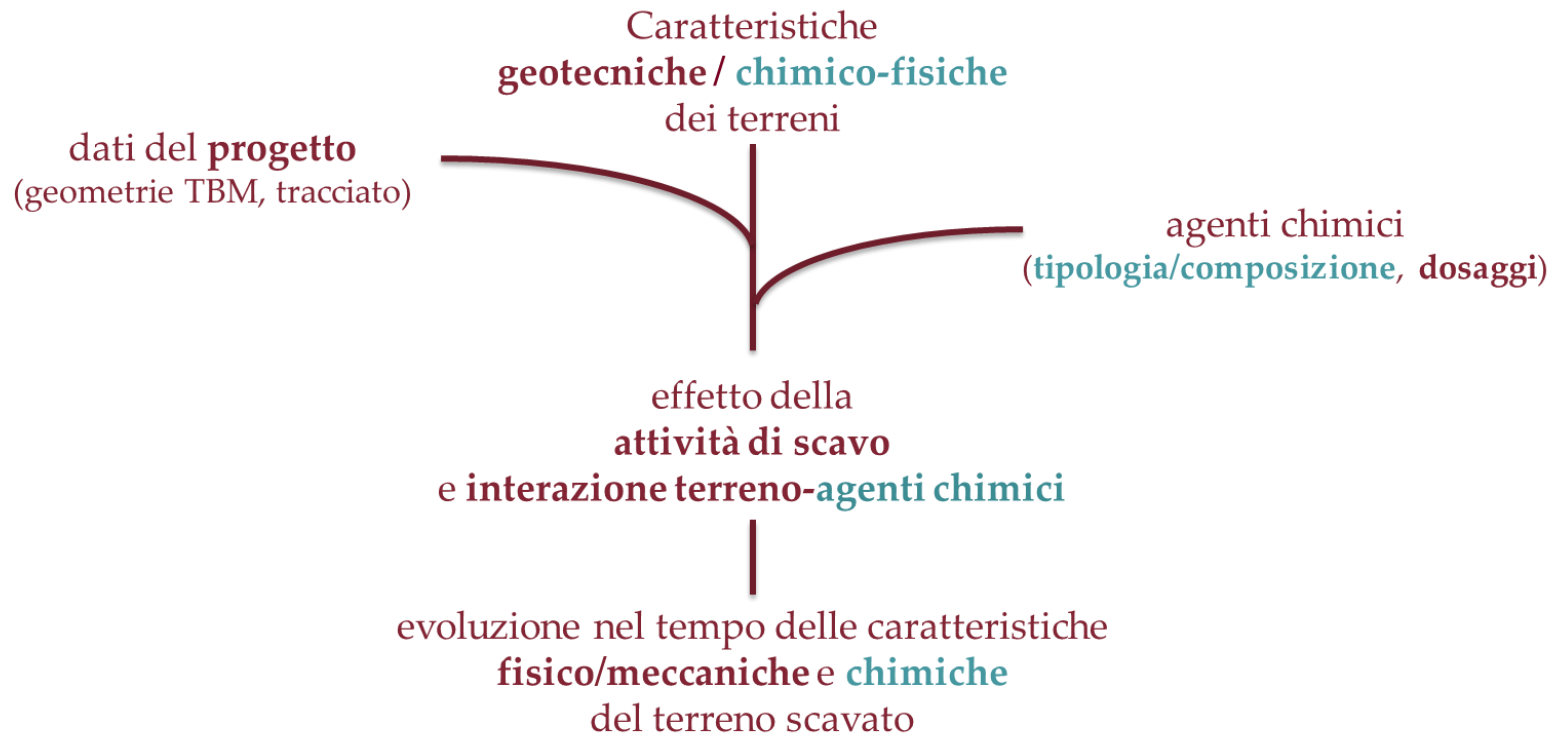 Caratteristiche
geotecniche / chimico-fisiche
dei terreni
dati del progetto
(geometrie TBM, tracciato)
agenti chimici
(tipologia/composizione, dosaggi)
effetto della
attività di scavo
e interazione terreno-agenti chimici
evoluzione nel tempo delle caratteristiche
fisico/meccaniche e chimiche
del terreno scavato